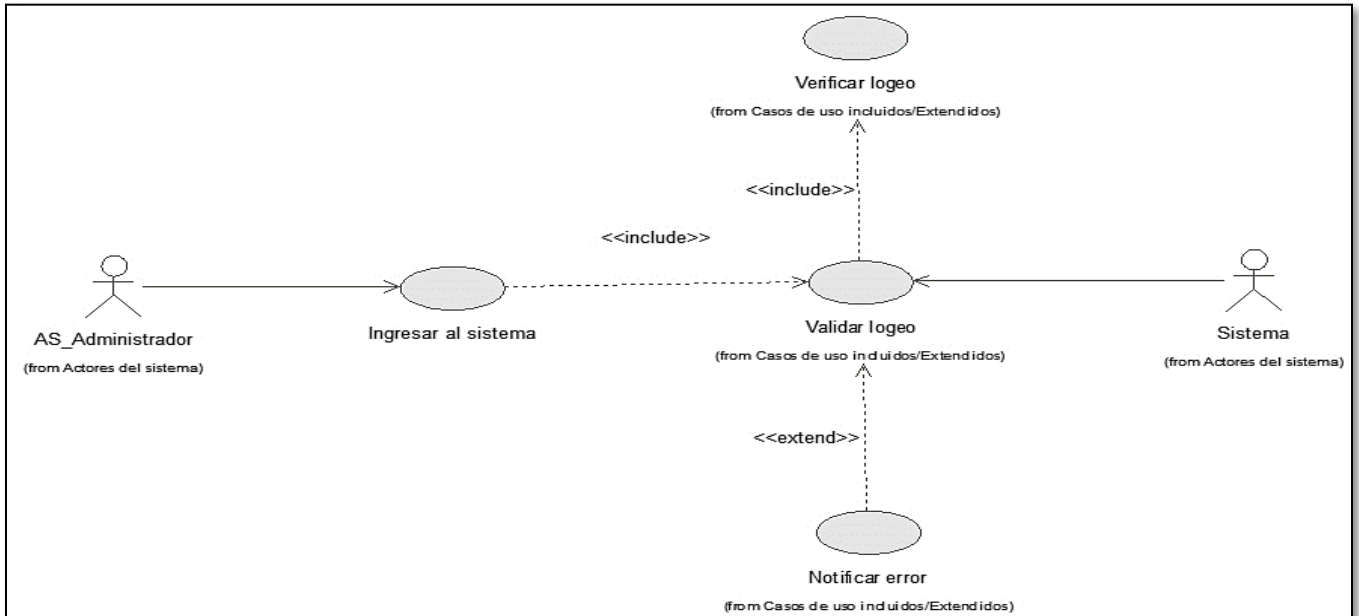 Verificar logeo
(from Casos de uso incluidos/Extendidos)
<<include>>
<<include>>
AS_Administrador
(from Actores del sistema)
Ingresar al sistema
Validar logeo
(from Casos de uso incluidos/Extendidos)
Sistema
(from Actores del sistema)
<<extend>>
Notificar error
(from Casos de uso incluidos/Extendidos)